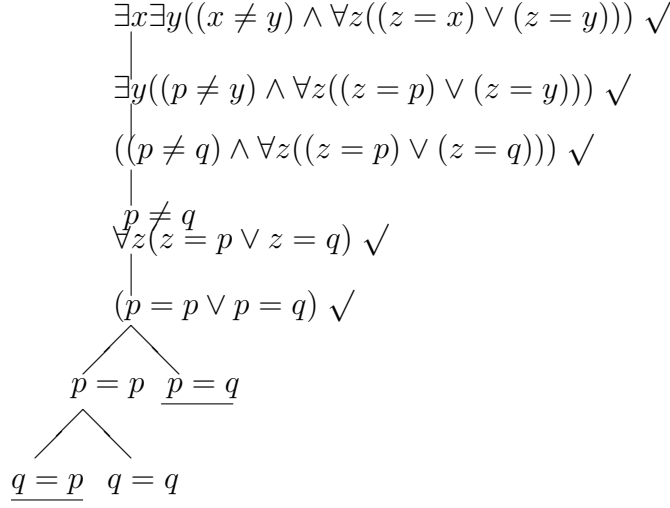 ∃x∃y((x ≠ y) ∧ ∀z((z = x) ∨ (z = y))) √
∃y((p ≠ y) ∧ ∀z((z = p) ∨ (z = y))) √
((p ≠ q) ∧ ∀z((z = p) ∨ (z = q))) √
p ≠ q
∀z(z = p ∨ z = q) √
(p = p ∨ p = q) √
p = p p = q
q = p q = q